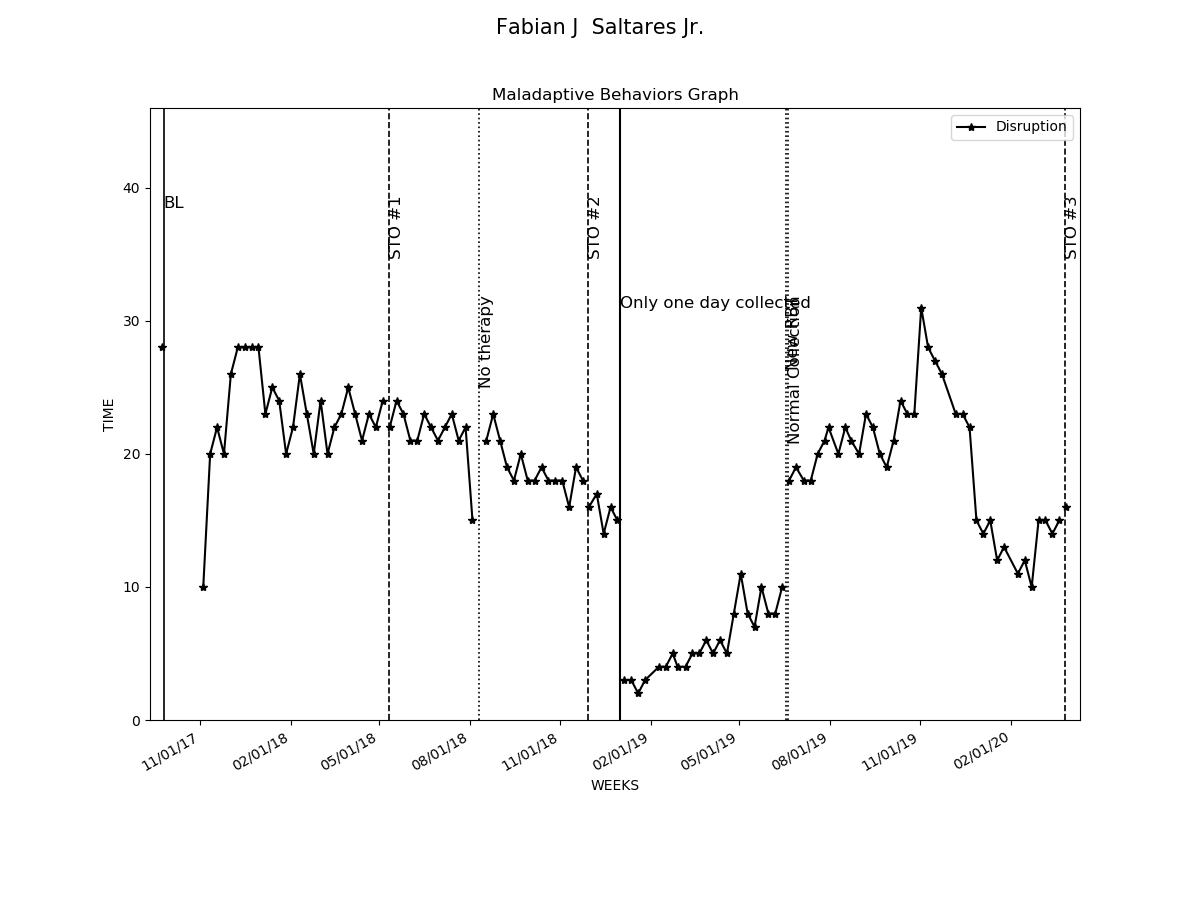 Fabian J  Saltares Jr.
Maladaptive Behaviors Graph
Disruption
BL
STO #1
No therapy
STO #2
Only one day collected
Normal Collection
STO #3
TIME
40
30
20
10
0
11/01/17
02/01/18
05/01/18
08/01/18
11/01/18
02/01/19
05/01/19
08/01/19
11/01/19
02/01/20
WEEKS